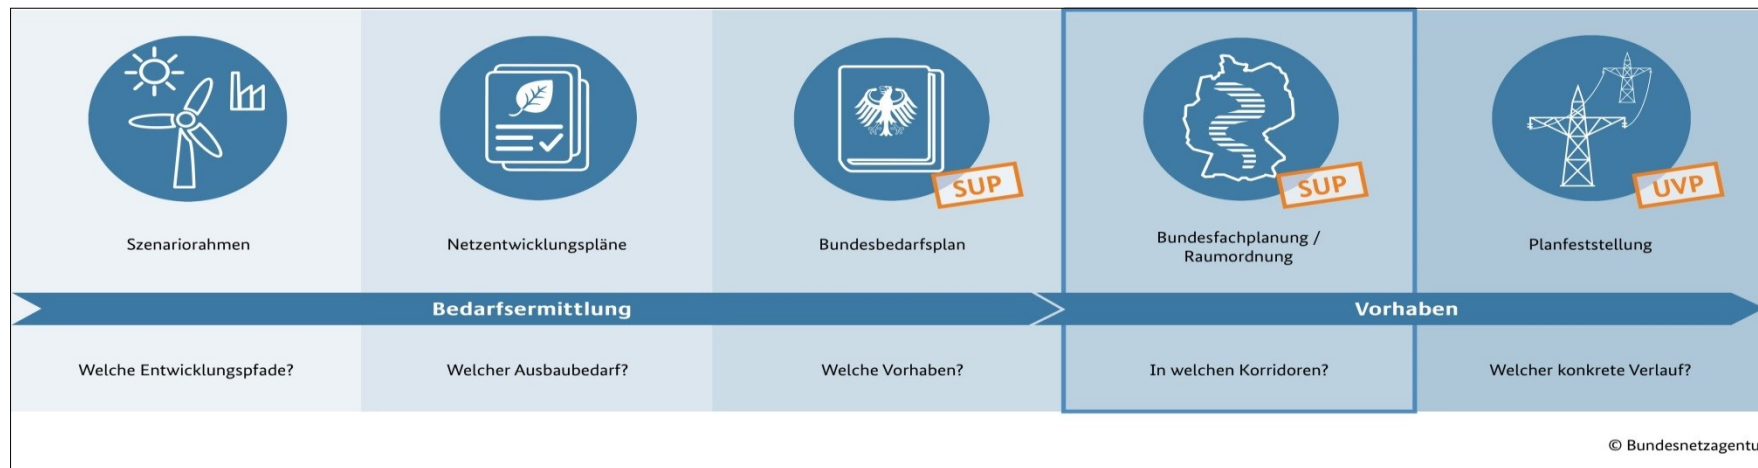 SUP
SUP
UVP
Szenariorahmen
Netzentwicklungspläne
Bundesbedarfsplan
Bundesfachplanung /
Raumordnung
Planfeststellung
Bedarfsermittlung
Vorhaben
Welche Entwicklungspfade?
Welcher Ausbaubedarf?
Welche Vorhaben?
In welchen Korridoren?
Welcher konkrete Verlauf?
© Bundesnetzagentu